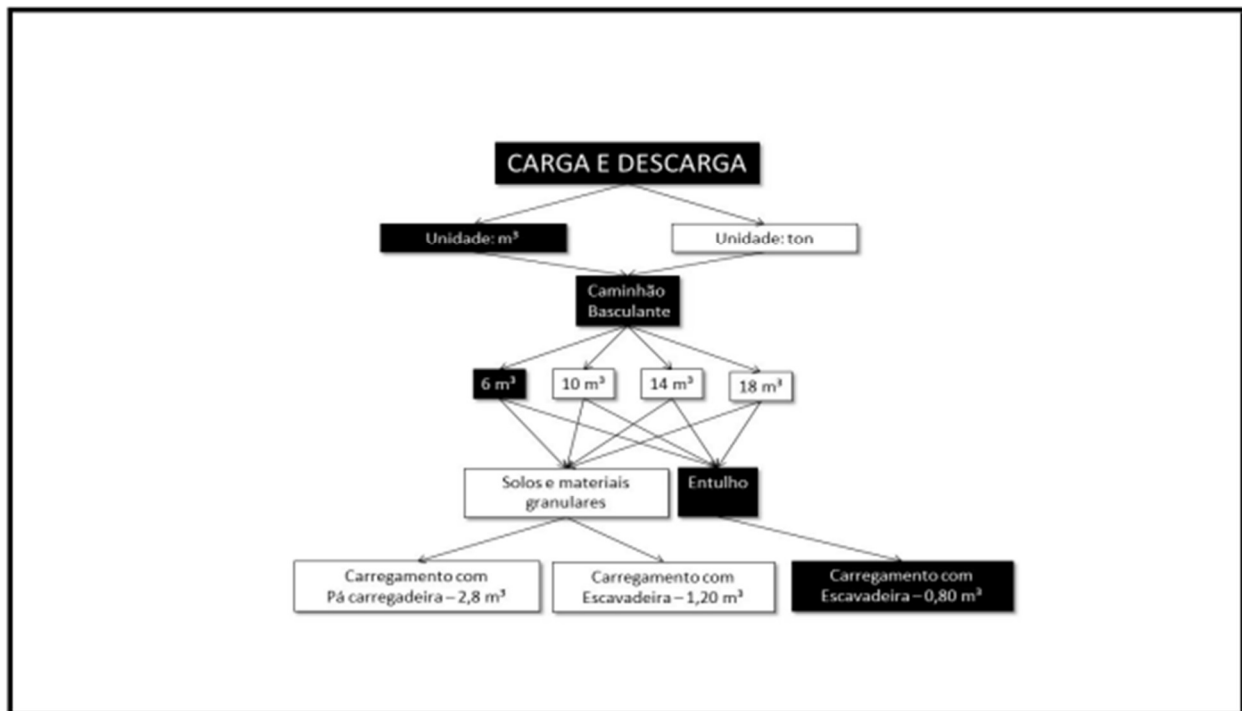 CARGA E DESCARGA
Unidade: m³
Unidade: ton
Caminhão
Basculante
6 m³
10 m³
14 m³
18 m³
Solos e materiais
granulares
Entulho
Carregamento com
Pá carregadeira – 2,8 m³
Carregamento com
Escavadeira – 1,20 m³
Carregamento com
Escavadeira – 0,80 m³